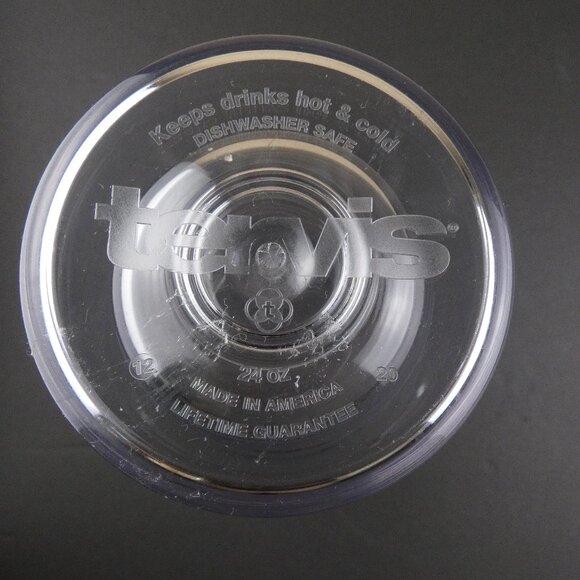 Keeps drinks hot & cold
DISHWASHER SAFE
tervis®
t
12 24 OZ 20
MADE IN AMERICA
LIFETIME GUARANTEE